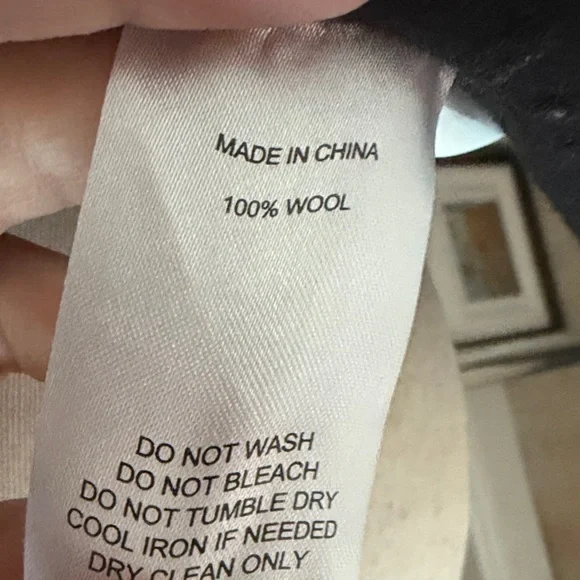 MADE IN CHINA
100% WOOL
DO NOT WASH
DO NOT BLEACH
DO NOT TUMBLE DRY
COOL IRON IF NEEDED
DRY CLEAN ONLY